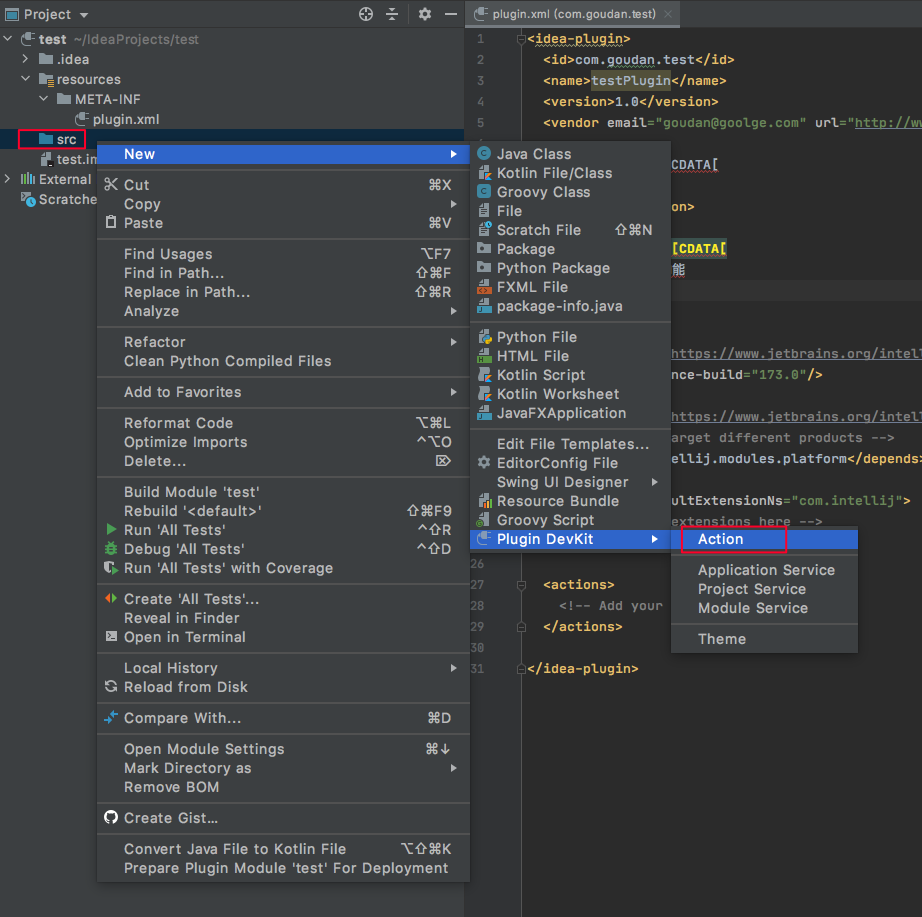 Project
test ~/IdeaProjects/test
.idea
resources
META-INF
plugin.xml
src
test.im
External
Scratche
New
Cut ⌘X
Copy
Paste ⌘V
Find Usages ⌥F7
Find in Path... ⇧⌘F
Replace in Path... ⇧⌘R
Analyze
Refactor
Clean Python Compiled Files
Add to Favorites
Reformat Code ⌥⌘L
Optimize Imports ^⌥O
Delete... ⌦
Build Module 'test'
Rebuild '<default>' ⇧⌘F9
Run 'All Tests' ^⇧R
Debug 'All Tests' ^⇧D
Run 'All Tests' with Coverage
Create 'All Tests'...
Reveal in Finder
Open in Terminal
Local History
Reload from Disk
Compare With... ⌘D
Open Module Settings ⌘↓
Mark Directory as
Remove BOM
Create Gist...
Convert Java File to Kotlin File ⌥⇧⌘K
Prepare Plugin Module 'test' For Deployment
Java Class
Kotlin File/Class
Groovy Class
File
Scratch File ⇧⌘N
Package
Python Package
FXML File
package-info.java
Python File
HTML File
Kotlin Script
Kotlin Worksheet
JavaFXApplication
Edit File Templates...
EditorConfig File
Swing UI Designer
Resource Bundle
Groovy Script
Plugin DevKit
Action
Application Service
Project Service
Module Service
Theme
plugin.xml (com.goudan.test)
1 <idea-plugin>
2 <id>com.goudan.test</id>
3 <name>testPlugin</name>
4 <version>1.0</version>
5 <vendor email="goudan@goolge.com" url="http://ww
CDATA[
on>
[CDATA[
能
https://www.jetbrains.org/intell
nce-build="173.0"/>
https://www.jetbrains.org/intell
arget different products -->
ellij.modules.platform</depends>
ultExtensionNs="com.intellij">
extensions here -->
26
27 <actions>
28 <!-- Add your
29 </actions>
30
31 </idea-plugin>